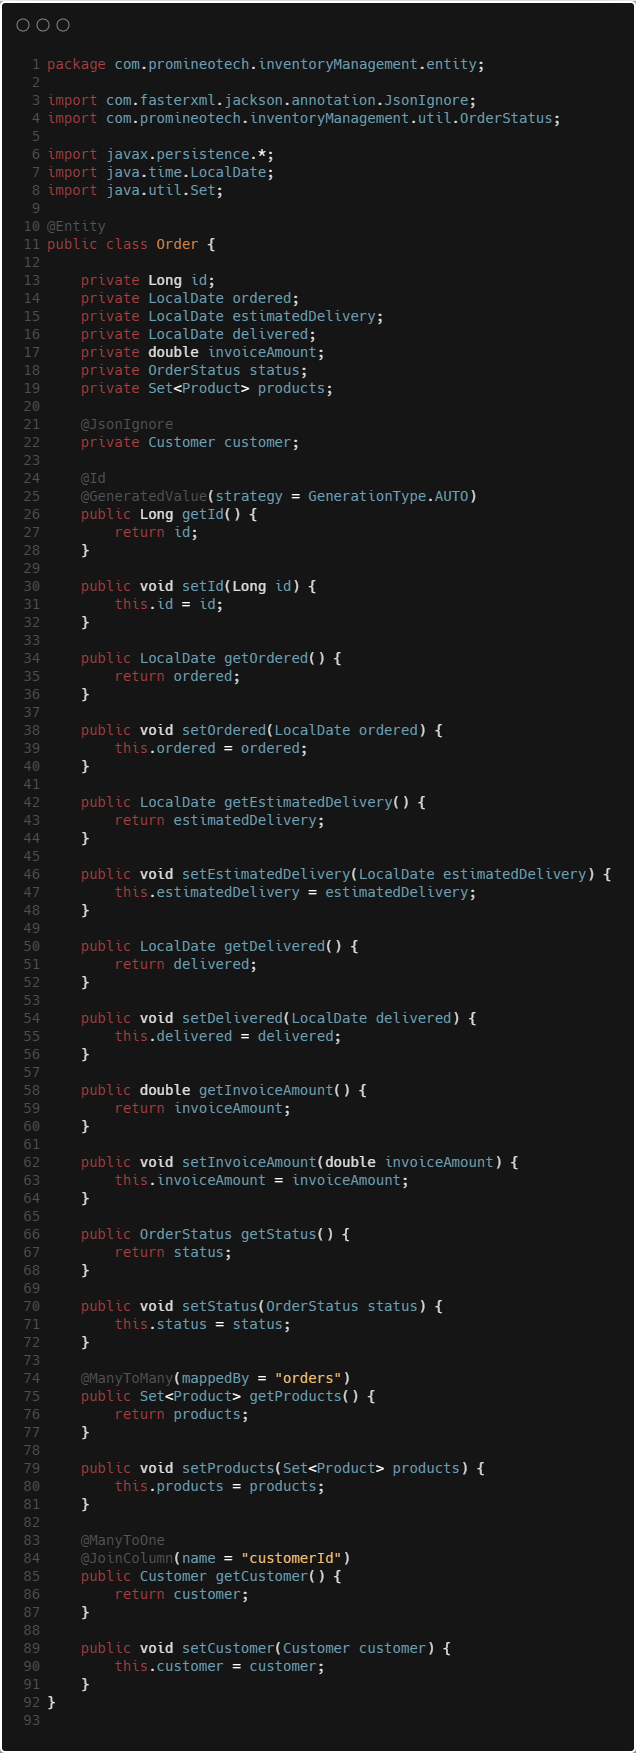 1 package com.promineotech.inventoryManagement.entity;
2
3 import com.fasterxml.jackson.annotation.JsonIgnore;
4 import com.promineotech.inventoryManagement.util.OrderStatus;
5
6 import javax.persistence.*;
7 import java.time.LocalDate;
8 import java.util.Set;
9
10 @Entity
11 public class Order {
12
13     private Long id;
14     private LocalDate ordered;
15     private LocalDate estimatedDelivery;
16     private LocalDate delivered;
17     private double invoiceAmount;
18     private OrderStatus status;
19     private Set<Product> products;
20
21     @JsonIgnore
22     private Customer customer;
23
24     @Id
25     @GeneratedValue(strategy = GenerationType.AUTO)
26     public Long getId() {
27         return id;
28     }
29
30     public void setId(Long id) {
31         this.id = id;
32     }
33
34     public LocalDate getOrdered() {
35         return ordered;
36     }
37
38     public void setOrdered(LocalDate ordered) {
39         this.ordered = ordered;
40     }
41
42     public LocalDate getEstimatedDelivery() {
43         return estimatedDelivery;
44     }
45
46     public void setEstimatedDelivery(LocalDate estimatedDelivery) {
47         this.estimatedDelivery = estimatedDelivery;
48     }
49
50     public LocalDate getDelivered() {
51         return delivered;
52     }
53
54     public void setDelivered(LocalDate delivered) {
55         this.delivered = delivered;
56     }
57
58     public double getInvoiceAmount() {
59         return invoiceAmount;
60     }
61
62     public void setInvoiceAmount(double invoiceAmount) {
63         this.invoiceAmount = invoiceAmount;
64     }
65
66     public OrderStatus getStatus() {
67         return status;
68     }
69
70     public void setStatus(OrderStatus status) {
71         this.status = status;
72     }
73
74     @ManyToMany(mappedBy = "orders")
75     public Set<Product> getProducts() {
76         return products;
77     }
78
79     public void setProducts(Set<Product> products) {
80         this.products = products;
81     }
82
83     @ManyToOne
84     @JoinColumn(name = "customerId")
85     public Customer getCustomer() {
86         return customer;
87     }
88
89     public void setCustomer(Customer customer) {
90         this.customer = customer;
91     }
92 }
93